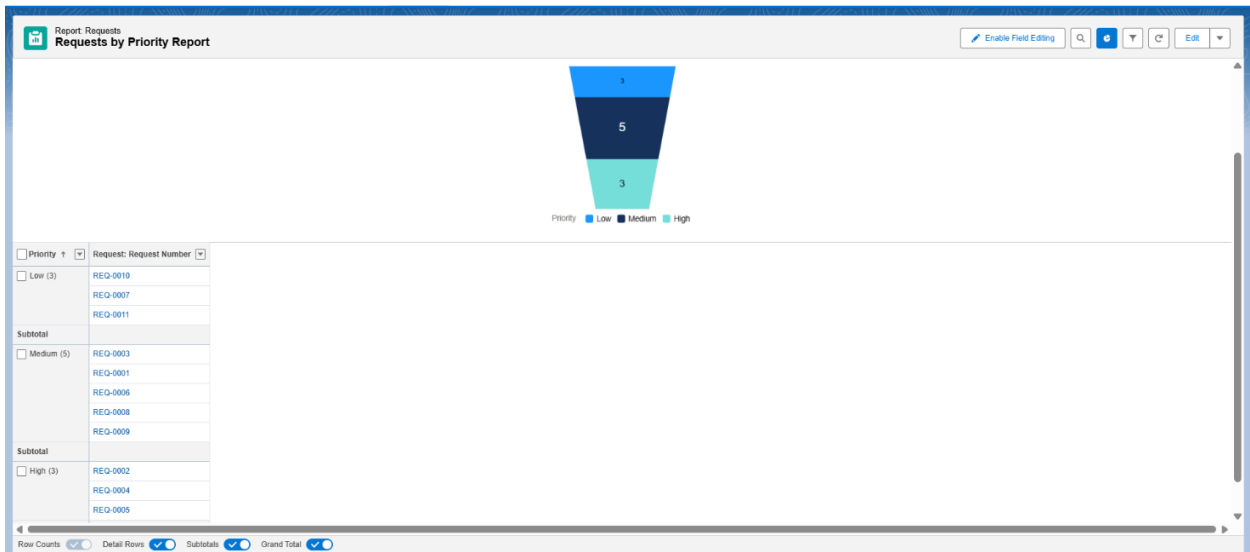 Report: Requests
Requests by Priority Report
Enable Field Editing
Edit
3
5
3
Priority Low Medium High
Priority ↑ Request: Request Number
Low (3) REQ-0010
REQ-0007
REQ-0011
Subtotal
Medium (5) REQ-0003
REQ-0001
REQ-0006
REQ-0008
REQ-0009
Subtotal
High (3) REQ-0002
REQ-0004
REQ-0005
Row Counts Detail Rows Subtotals Grand Total